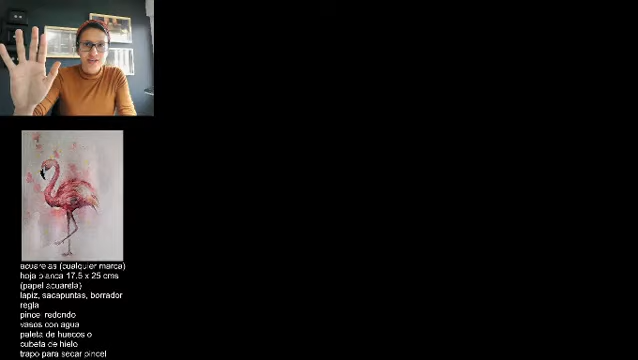 acuarelas (cualquier marca)
hoja blanca 17.5 x 25 cms
(papel acuarela)
lapiz, sacapuntas, borrador
regla
pincel redondo
vasos con agua
paleta de huecos o
cubeta de hielo
trapo para secar pincel